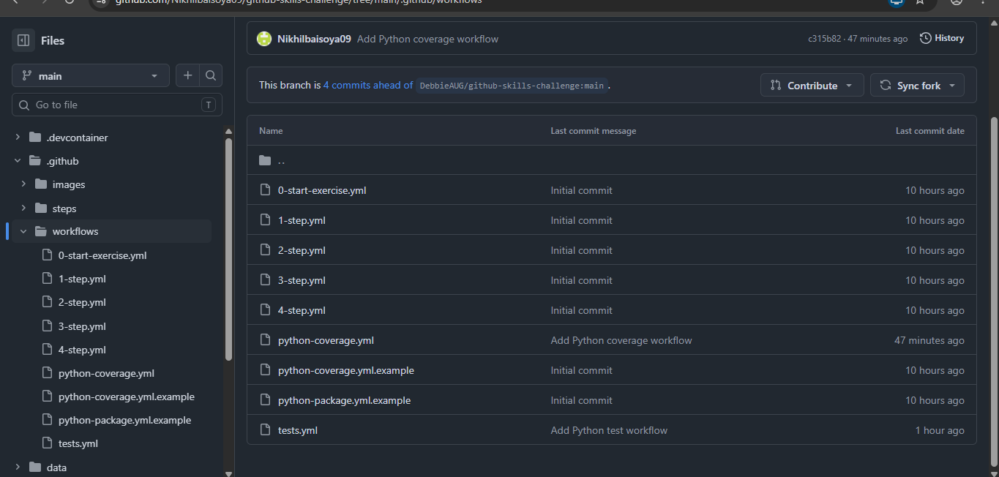 github.com/Nikhilbaisoya09/github-skills-challenge/tree/main/.github/workflows
Files
main
Go to file
T
.devcontainer
.github
images
steps
workflows
0-start-exercise.yml
1-step.yml
2-step.yml
3-step.yml
4-step.yml
python-coverage.yml
python-coverage.yml.example
python-package.yml.example
tests.yml
data
Nikhilbaisoya09 Add Python coverage workflow c315b82 · 47 minutes ago History
This branch is 4 commits ahead of DebbieAUG/github-skills-challenge:main . Contribute Sync fork
Name Last commit message Last commit date
..
0-start-exercise.yml Initial commit 10 hours ago
1-step.yml Initial commit 10 hours ago
2-step.yml Initial commit 10 hours ago
3-step.yml Initial commit 10 hours ago
4-step.yml Initial commit 10 hours ago
python-coverage.yml Add Python coverage workflow 47 minutes ago
python-coverage.yml.example Initial commit 10 hours ago
python-package.yml.example Initial commit 10 hours ago
tests.yml Add Python test workflow 1 hour ago